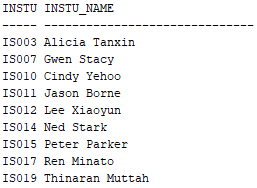 INSTU INSTU_NAME
----- ------------------------------
IS003 Alicia Tanxin
IS007 Gwen Stacy
IS010 Cindy Yehoo
IS011 Jason Borne
IS012 Lee Xiaoyun
IS014 Ned Stark
IS015 Peter Parker
IS017 Ren Minato
IS019 Thinaran Muttah